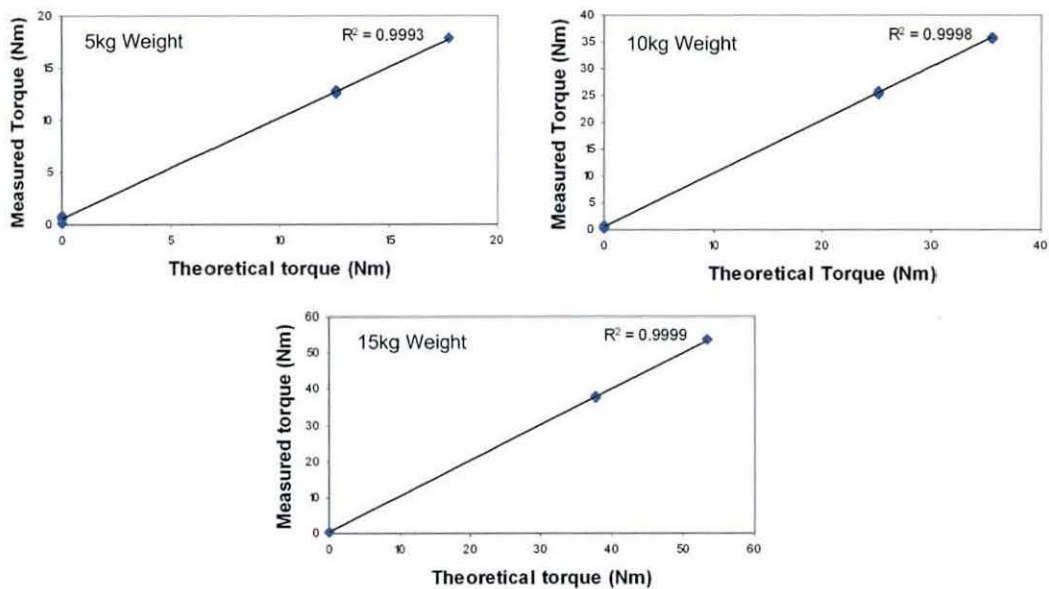 5kg Weight
R² = 0.9993
Measured Torque (Nm)
20
15
10
5
0
0 5 10 15 20
Theoretical torque (Nm)
10kg Weight
R² = 0.9998
Measured Torque (Nm)
40
35
30
25
20
15
10
5
0
0 10 20 30 40
Theoretical Torque (Nm)
15kg Weight
R² = 0.9999
Measured torque (Nm)
60
50
40
30
20
10
0
0 10 20 30 40 50 60
Theoretical torque (Nm)